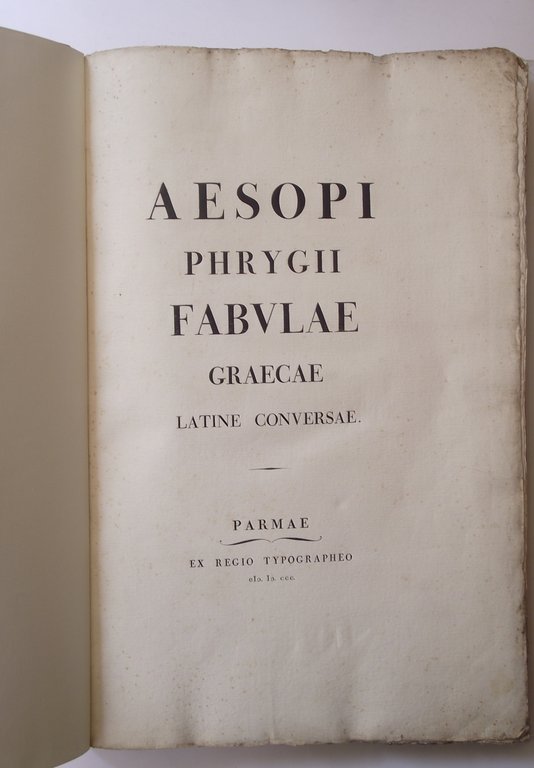 AESOPI
PHRYGII
FABVLAE
GRAECAE
LATINE CONVERSAE.
PARMAE
EX REGIO TYPOGRAPHEO
cIↄ. Iↄ. ccc.